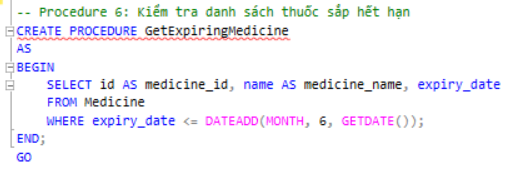 -- Procedure 6: Kiểm tra danh sách thuốc sắp hết hạn
CREATE PROCEDURE GetExpiringMedicine
AS
BEGIN
    SELECT id AS medicine_id, name AS medicine_name, expiry_date
    FROM Medicine
    WHERE expiry_date <= DATEADD(MONTH, 6, GETDATE());
END;
GO